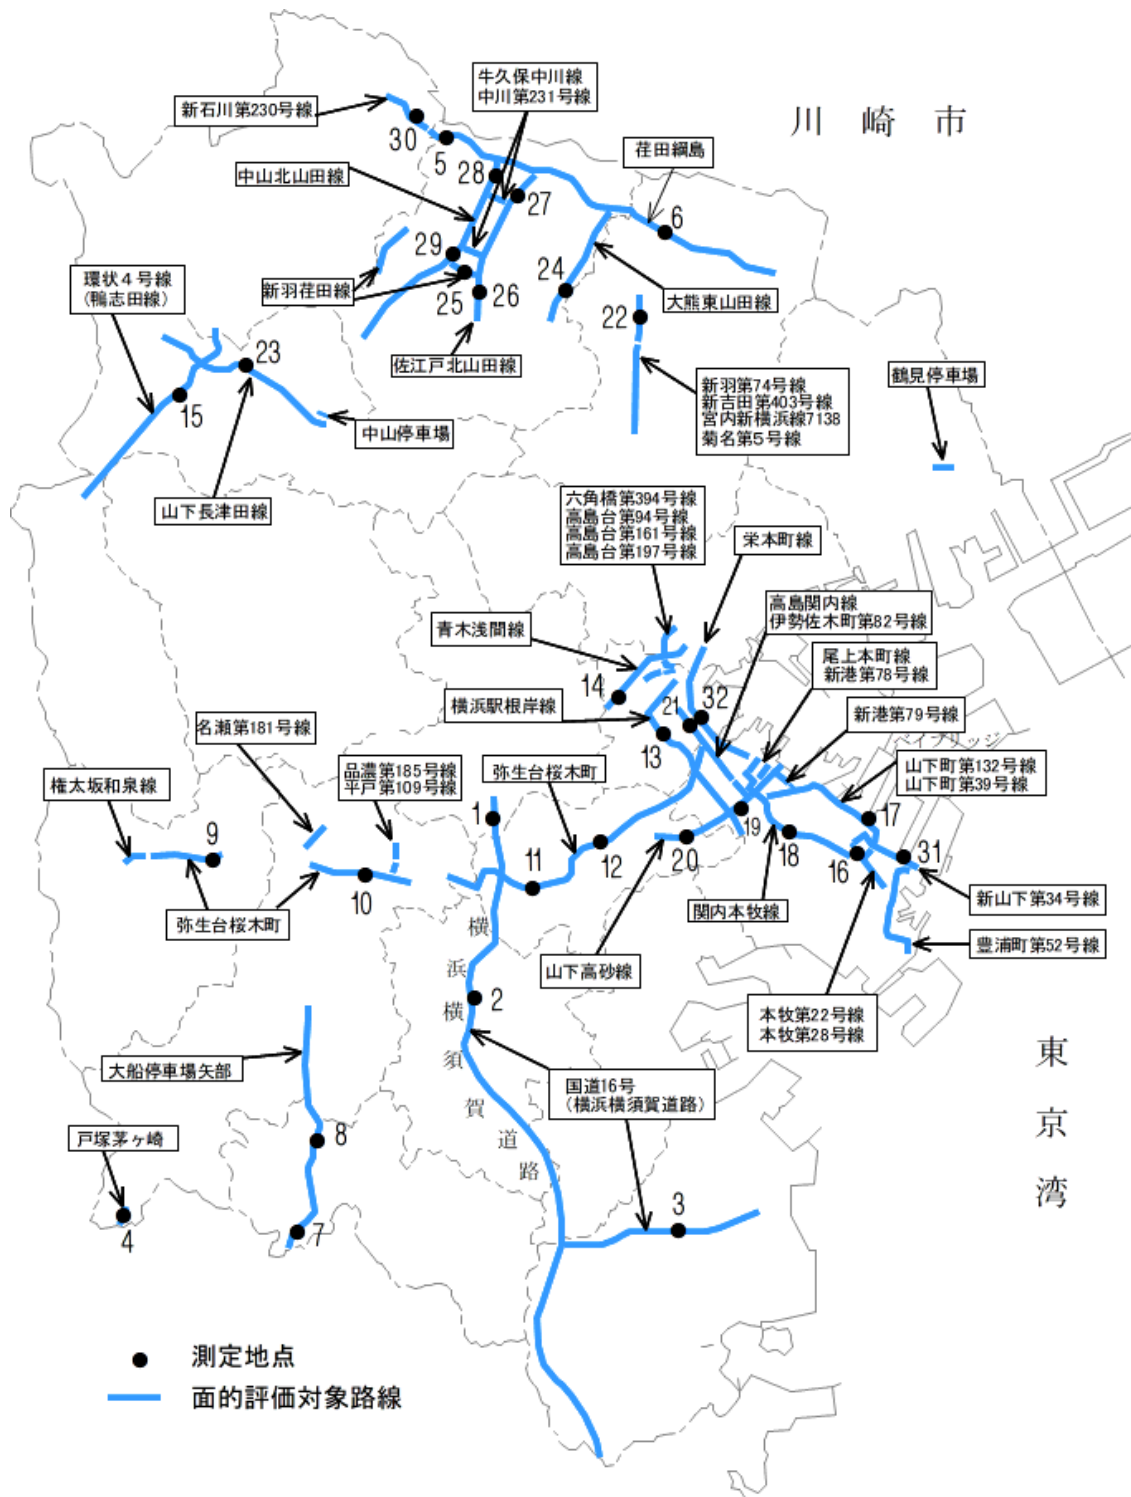 牛久保中川線
中川第231号線
新石川第230号線
川崎市
荏田綱島
30
5
28
中山北山田線
27
6
29
環状４号線
(鴨志田線)
新羽荏田線
25
26
24
大熊東山田線
22
佐江戸北山田線
23
15
中山停車場
新羽第74号線
新吉田第403号線
宮内新横浜線7138
菊名第５号線
鶴見停車場
山下長津田線
六角橋第394号線
高島台第94号線
高島台第161号線
高島台第197号線
栄本町線
高島関内線
伊勢佐木町第82号線
青木浅間線
尾上本町線
新港第78号線
14
横浜駅根岸線
21
32
新港第79号線
13
名瀬第181号線
ベイブリッジ
権太坂和泉線
品濃第185号線
平戸第109号線
弥生台桜木町
山下町第132号線
山下町第39号線
1
9
17
19
18
12
20
16
31
11
10
新山下第34号線
関内本牧線
弥生台桜木町
豊浦町第52号線
山下高砂線
2
本牧第22号線
本牧第28号線
横浜横須賀道路
東京湾
大船停車場矢部
国道16号
(横浜横須賀道路)
戸塚茅ヶ崎
8
4
7
3
測定地点
面的評価対象路線